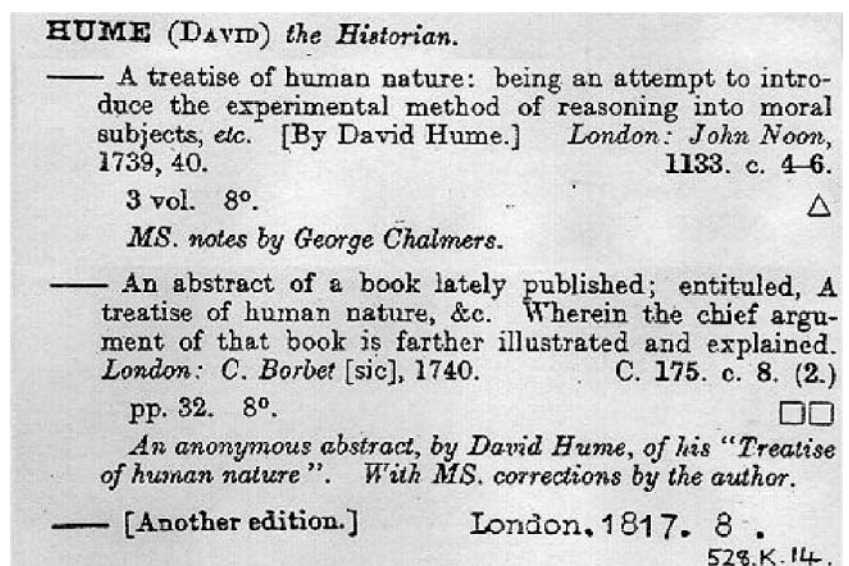 HUME (DAVID) the Historian.
—— A treatise of human nature: being an attempt to intro-
duce the experimental method of reasoning into moral
subjects, etc. [By David Hume.] London: John Noon,
1739, 40. 1133. c. 4–6.
3 vol. 8º. △
MS. notes by George Chalmers.
—— An abstract of a book lately published; entituled, A
treatise of human nature, &c. Wherein the chief argu-
ment of that book is farther illustrated and explained.
London: C. Borbet [sic], 1740. C. 175. c. 8. (2.)
pp. 32. 8º. □□
An anonymous abstract, by David Hume, of his "Treatise
of human nature". With MS. corrections by the author.
—— [Another edition.] London. 1817. 8 .
528.K.14.